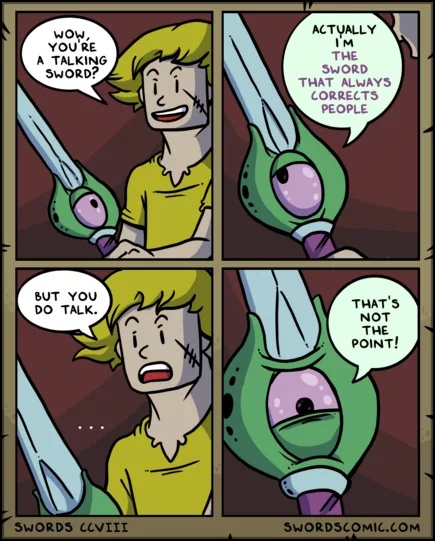 WOW,
YOU'RE
A TALKING
SWORD?
ACTUALLY
I'M
THE
SWORD
THAT ALWAYS
CORRECTS
PEOPLE
BUT YOU
DO TALK.
...
THAT'S
NOT
THE
POINT!
SWORDS CCVIII
SWORDSCOMIC.COM